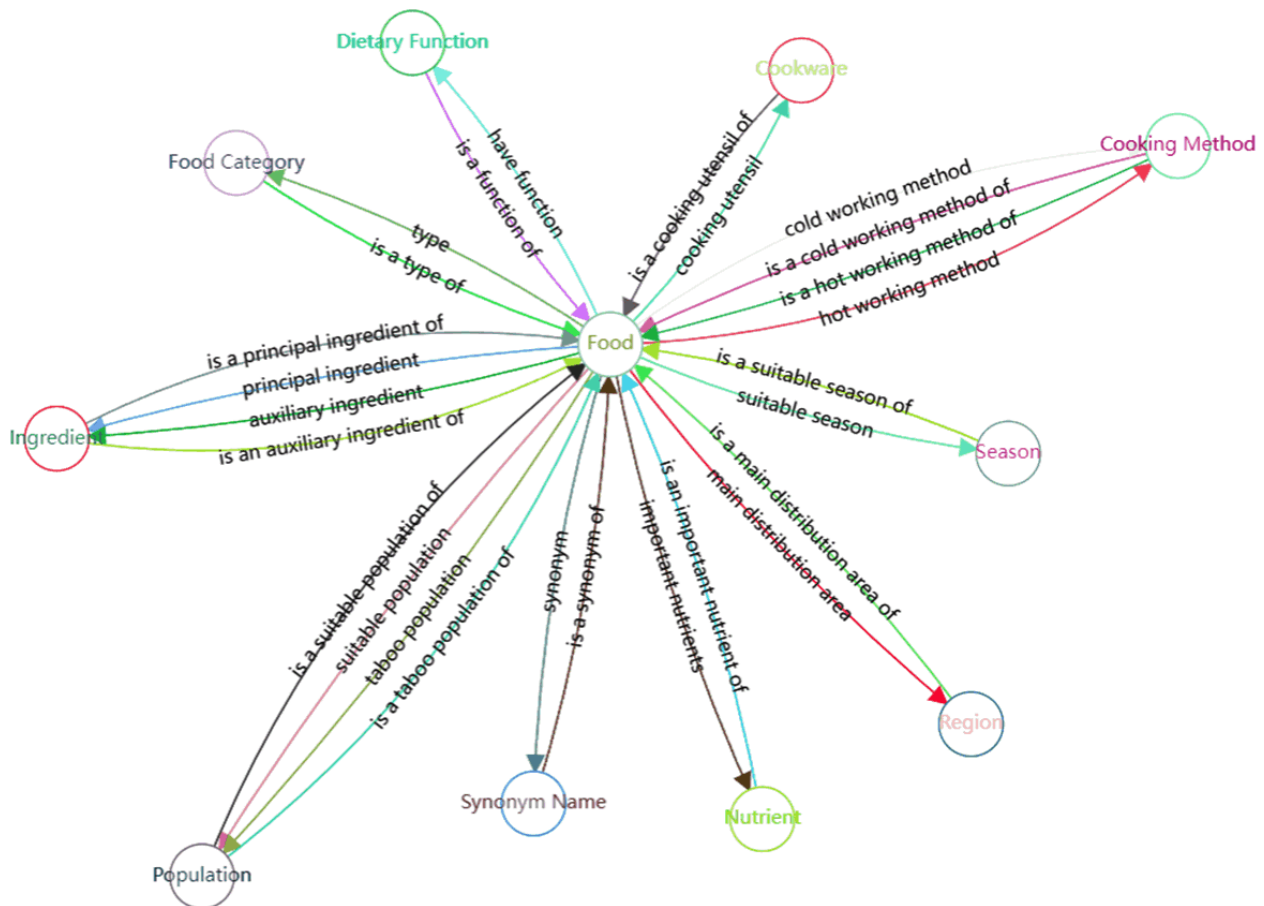 Dietary Function
Cookware
Cooking Method
Food Category
have function
is a function of
is a cooking utensil of
cooking utensil
cold working method
is a cold working method of
is a hot working method of
hot working method
type
is a type of
Food
is a principal ingredient of
principal ingredient
auxiliary ingredient
is an auxiliary ingredient of
Ingredient
is a suitable season of
suitable season
Season
is a main distribution area of
main distribution area
Region
is a suitable population of
suitable population
taboo population
is a taboo population of
Population
synonym
is a synonym of
Synonym Name
important nutrients
is an important nutrient of
Nutrient